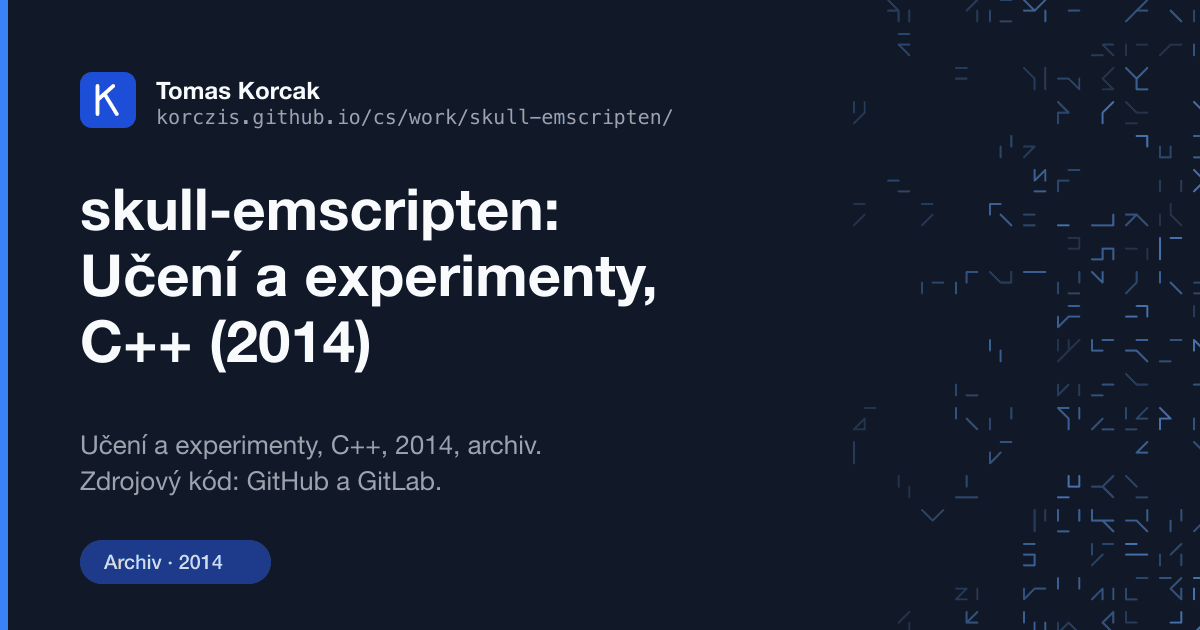 K
Tomas Korcak
korczis.github.io/cs/work/skull-emscripten/
skull-emscripten:
Učení a experimenty,
C++ (2014)
Učení a experimenty, C++, 2014, archiv.
Zdrojový kód: GitHub a GitLab.
Archiv · 2014